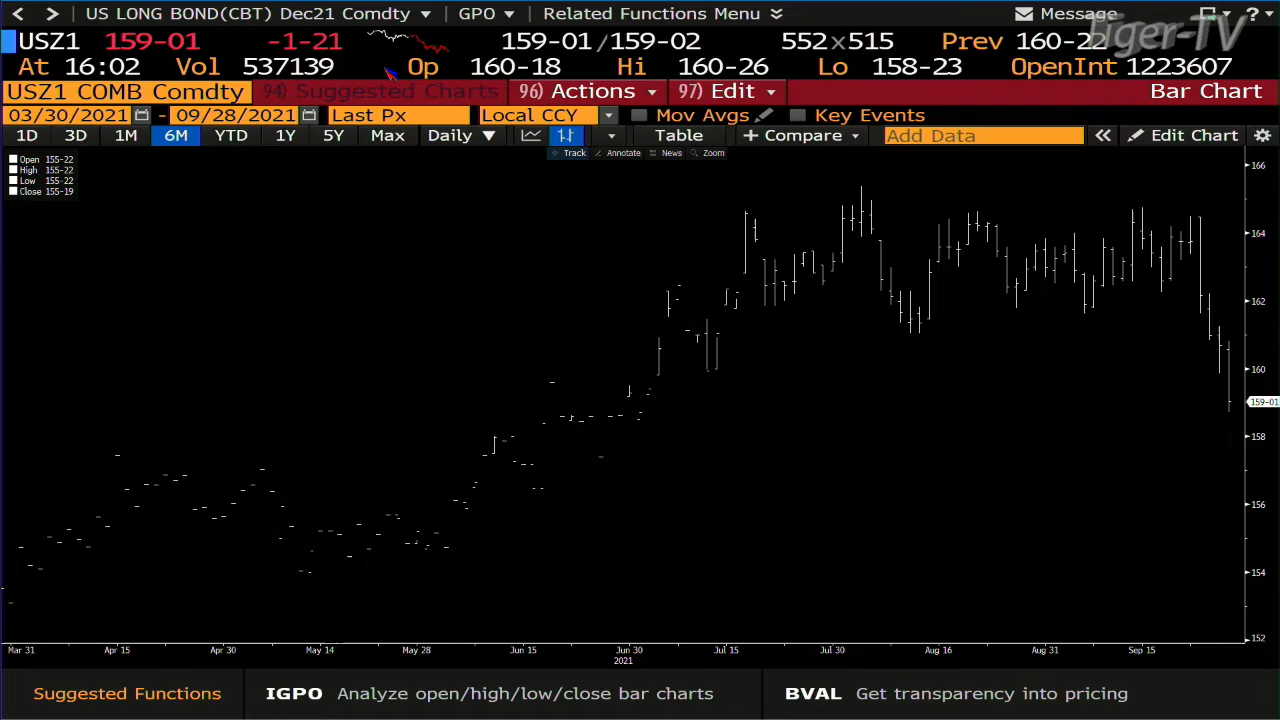 US LONG BOND(CBT) Dec21 Comdty GPO Related Functions Menu Message ?
Tiger-TV
USZ1 159-01 -1-21 159-01/159-02 552x515 Prev 160-22
At 16:02 Vol 537139 Op 160-18 Hi 160-26 Lo 158-23 OpenInt 1223607
USZ1 COMB Comdty 94) Suggested Charts 96) Actions 97) Edit Bar Chart
03/30/2021 - 09/28/2021 Last Px Local CCY Mov Avgs Key Events
1D 3D 1M 6M YTD 1Y 5Y Max Daily Table + Compare Add Data Edit Chart
Track Annotate News Zoom
Open 155-22
High 155-22
Low 155-22
Close 155-19
166
164
162
160
159-01
158
156
154
152
Mar 31 Apr 15 Apr 30 May 14 May 28 Jun 15 Jun 30 Jul 15 Jul 30 Aug 16 Aug 31 Sep 15
2021
Suggested Functions IGPO Analyze open/high/low/close bar charts BVAL Get transparency into pricing